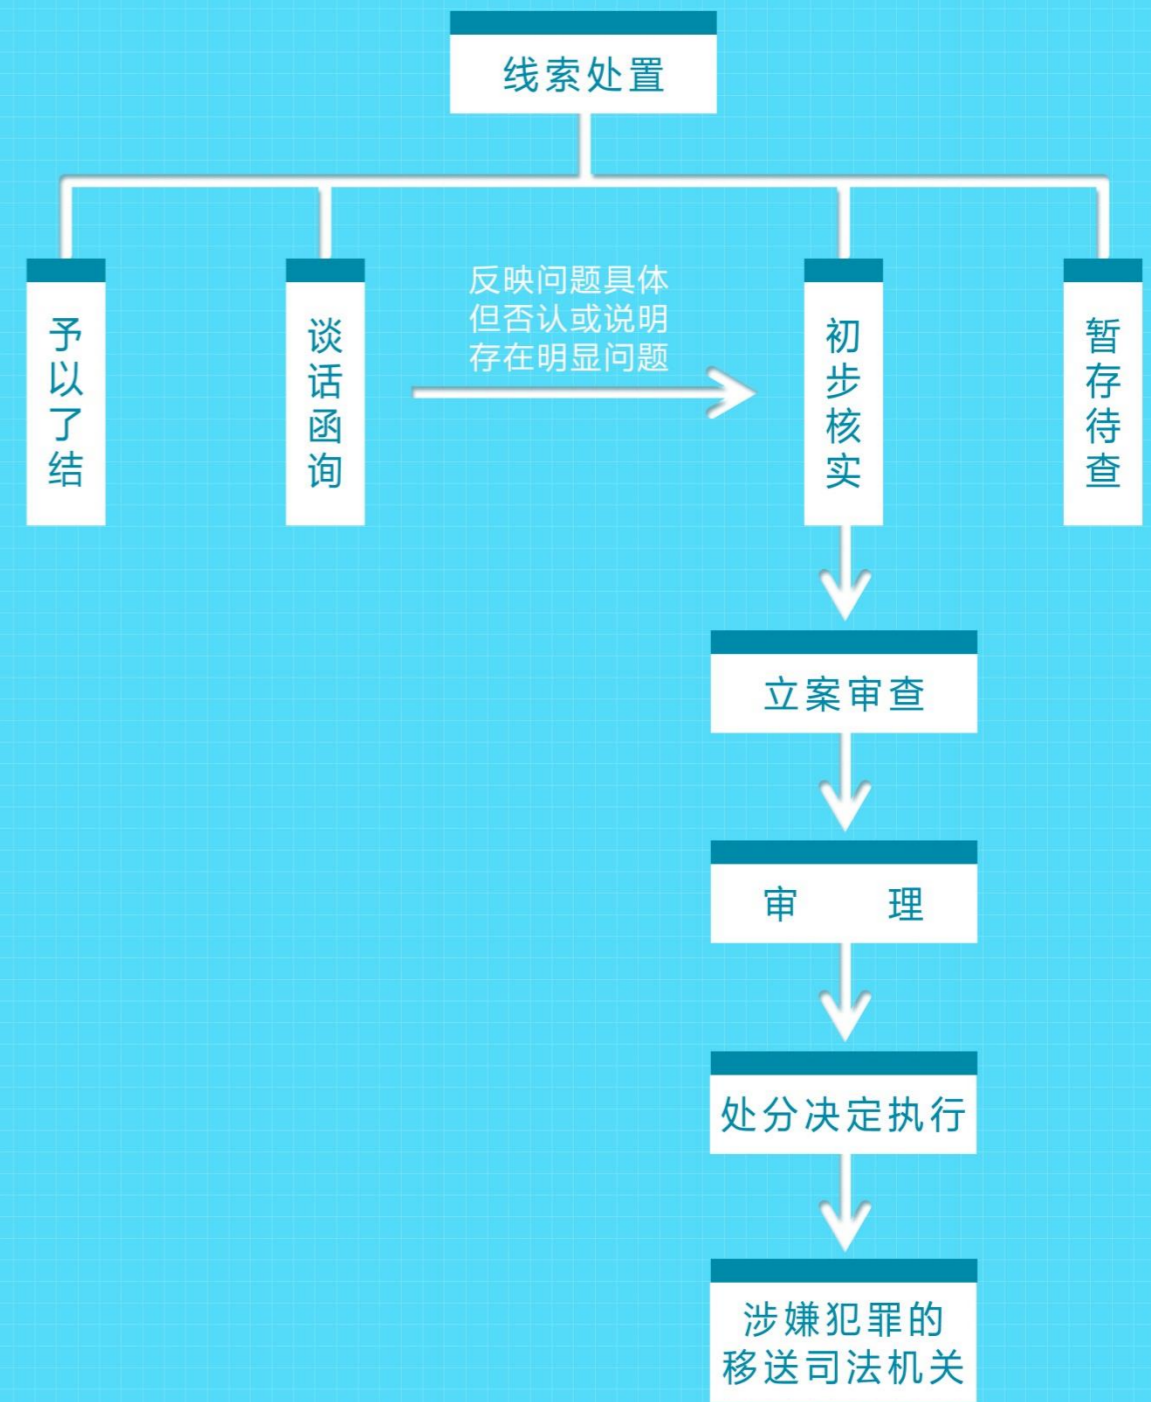 线索处置
予以了结
谈话函询
反映问题具体
但否认或说明
存在明显问题
初步核实
暂存待查
立案审查
审 理
处分决定执行
涉嫌犯罪的
移送司法机关